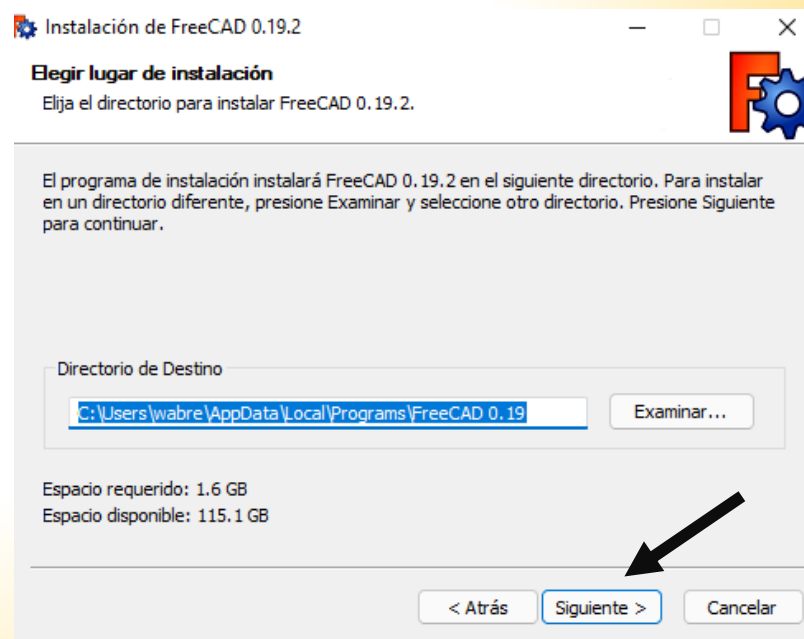 Instalación de FreeCAD 0.19.2
Elegir lugar de instalación
Elija el directorio para instalar FreeCAD 0.19.2.
El programa de instalación instalará FreeCAD 0.19.2 en el siguiente directorio. Para instalar
en un directorio diferente, presione Examinar y seleccione otro directorio. Presione Siguiente
para continuar.
Directorio de Destino
C:\Users\wabre\AppData\Local\Programs\FreeCAD 0.19
Examinar...
Espacio requerido: 1.6 GB
Espacio disponible: 115.1 GB
< Atrás
Siguiente >
Cancelar